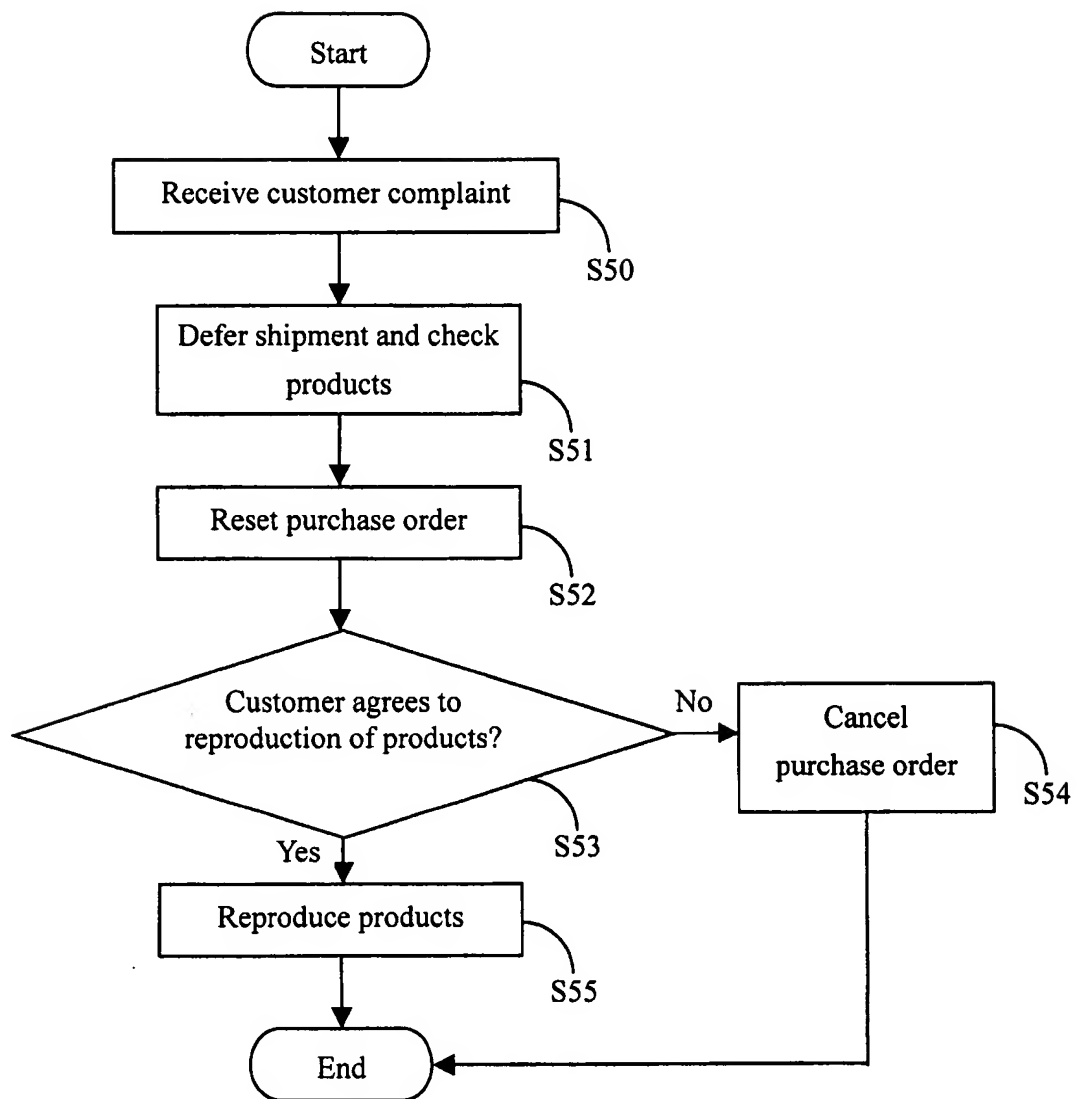 Start
Receive customer complaint
S50
Defer shipment and check
products
S51
Reset purchase order
S52
Customer agrees to
reproduction of products?
S53
No
Cancel
purchase order
S54
Yes
Reproduce products
S55
End